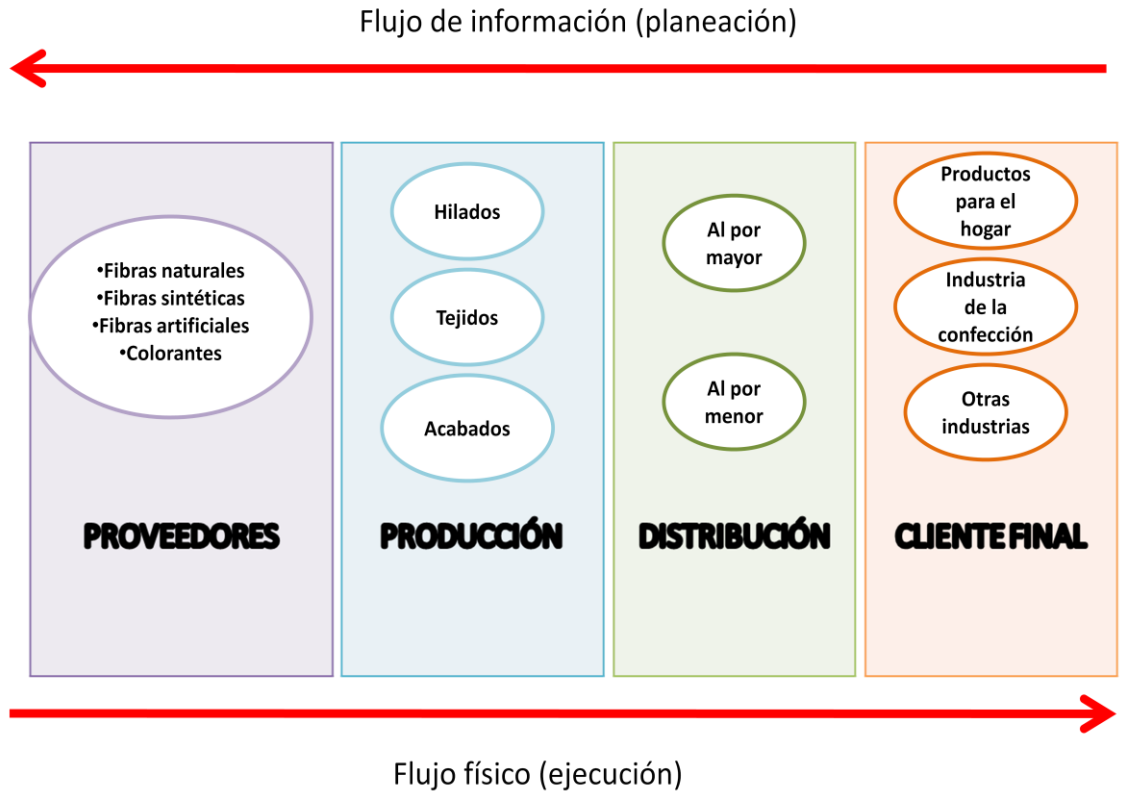 Flujo de información (planeación)
•Fibras naturales
•Fibras sintéticas
•Fibras artificiales
•Colorantes
PROVEEDORES
Hilados
Tejidos
Acabados
PRODUCCIÓN
Al por
mayor
Al por
menor
DISTRIBUCIÓN
Productos
para el
hogar
Industria
de la
confección
Otras
industrias
CLIENTE FINAL
Flujo físico (ejecución)